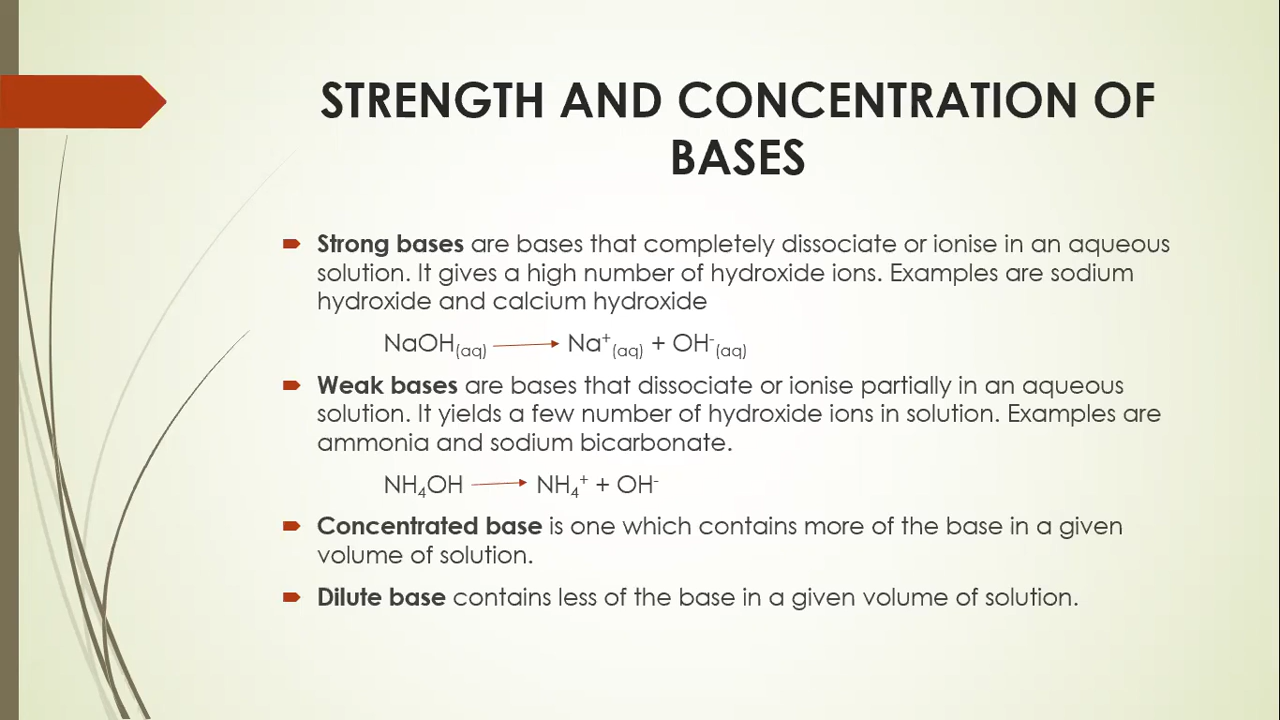 STRENGTH AND CONCENTRATION OF
BASES
Strong bases are bases that completely dissociate or ionise in an aqueous
solution. It gives a high number of hydroxide ions. Examples are sodium
hydroxide and calcium hydroxide
NaOH(aq) ⟶ Na⁺(aq) + OH⁻(aq)
Weak bases are bases that dissociate or ionise partially in an aqueous
solution. It yields a few number of hydroxide ions in solution. Examples are
ammonia and sodium bicarbonate.
NH₄OH ⟶ NH₄⁺ + OH⁻
Concentrated base is one which contains more of the base in a given
volume of solution.
Dilute base contains less of the base in a given volume of solution.